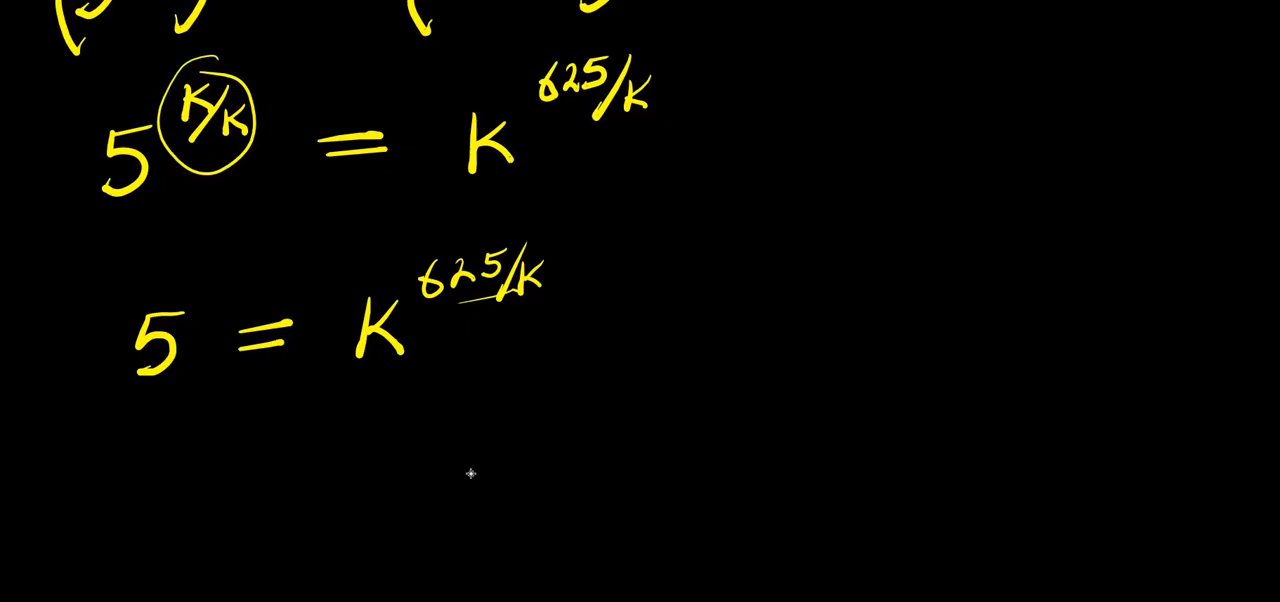 5^(K/K) = K^(625/K)
5 = K^(625/K)